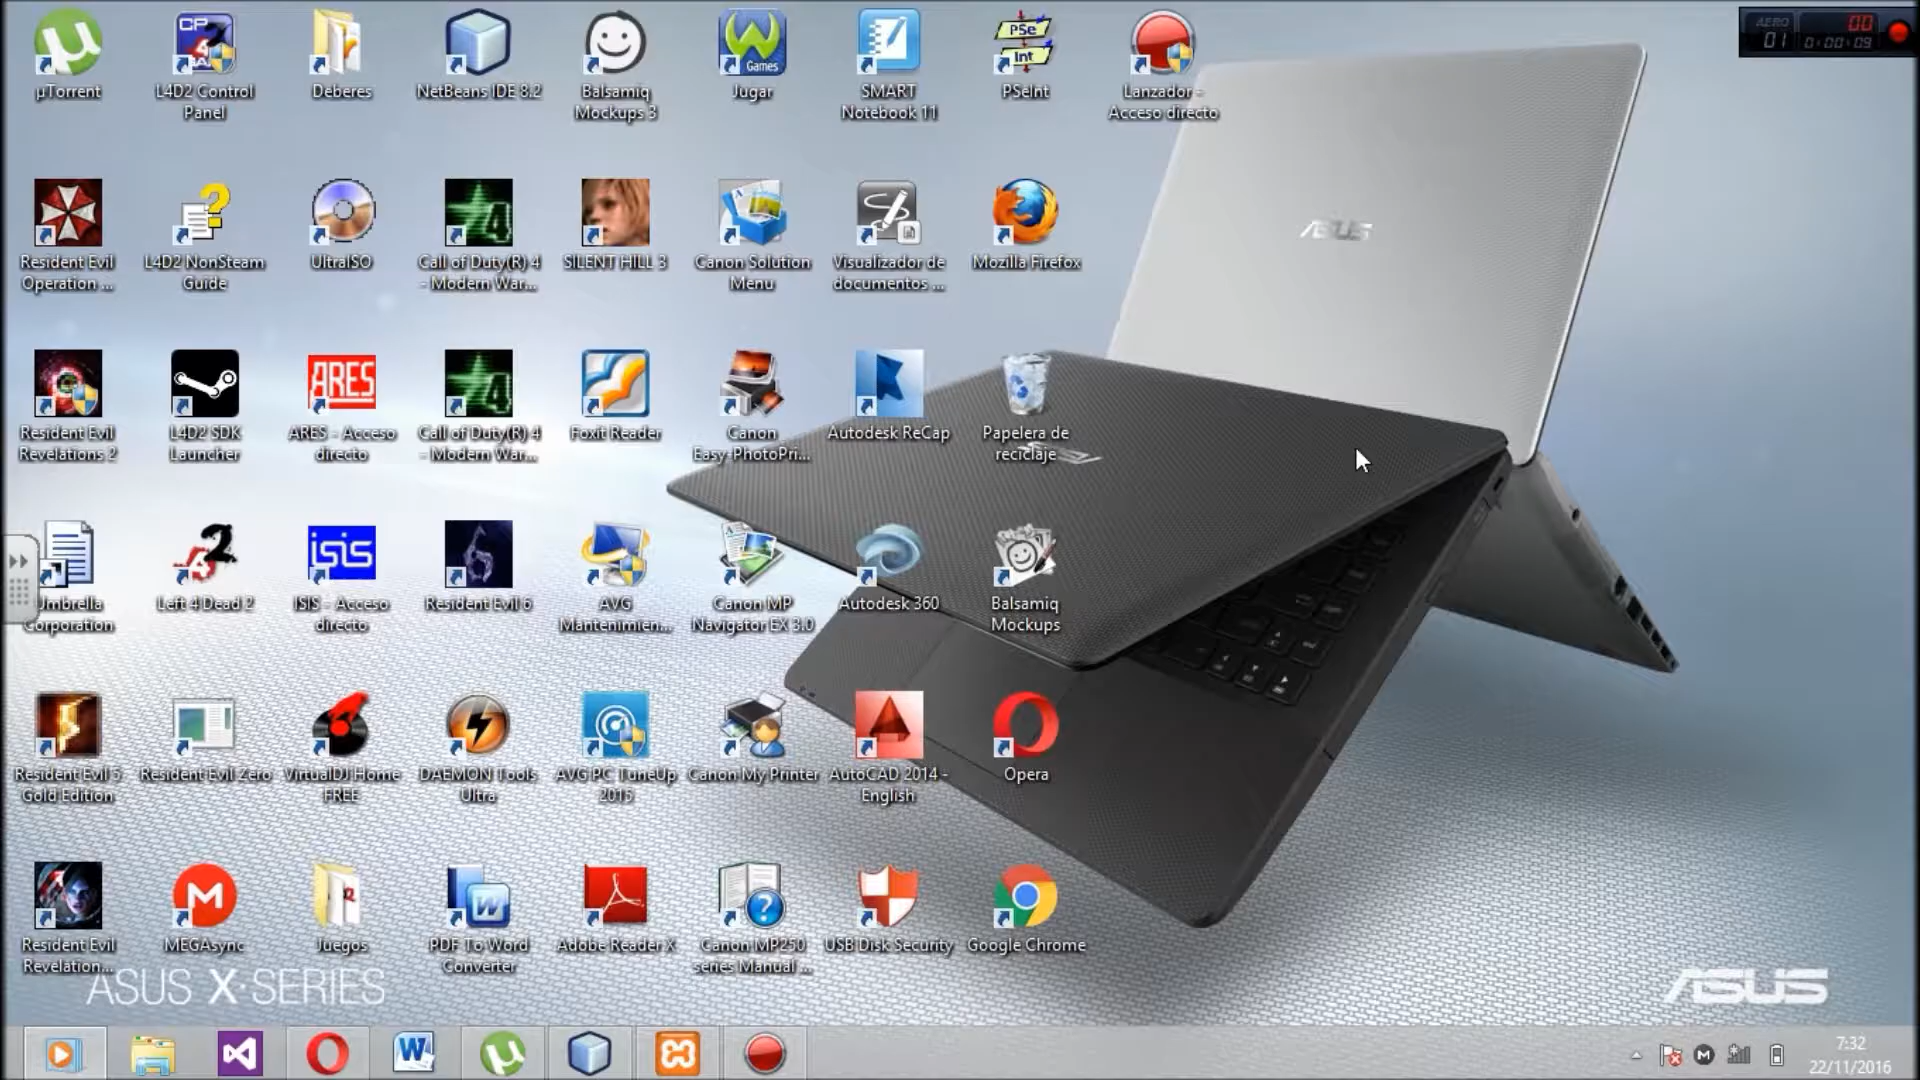 µTorrent
L4D2 Control
Panel
Deberes
NetBeans IDE 8.2
Balsamiq
Mockups 3
Games
Jugar
SMART
Notebook 11
PSe
Int
PSeInt
Lanzador -
Acceso directo
AERO
01
00
0:00:09
Resident Evil
Operation ...
L4D2 NonSteam
Guide
UltraISO
Call of Duty(R) 4
- Modern War...
SILENT HILL 3
Canon Solution
Menu
Visualizador de
documentos ...
Mozilla Firefox
ASUS
Resident Evil
Revelations 2
L4D2 SDK
Launcher
ARES
ARES - Acceso
directo
Call of Duty(R) 4
- Modern War...
Foxit Reader
Canon
Easy-PhotoPri...
Autodesk ReCap
Papelera de
reciclaje
Umbrella
Corporation
Left 4 Dead 2
isis
ISIS - Acceso
directo
Resident Evil 6
AVG
Mantenimien...
Canon MP
Navigator EX 3.0
Autodesk 360
Balsamiq
Mockups
Resident Evil 5
Gold Edition
Resident Evil Zero
VirtualDJ Home
FREE
DAEMON Tools
Ultra
AVG PC TuneUp
2015
Canon My Printer
AutoCAD 2014 -
English
Opera
Resident Evil
Revelation...
MEGAsync
Juegos
PDF To Word
Converter
Adobe Reader X
Canon MP250
series Manual ...
USB Disk Security
Google Chrome
ASUS X·SERIES
ASUS
7:32
22/11/2016